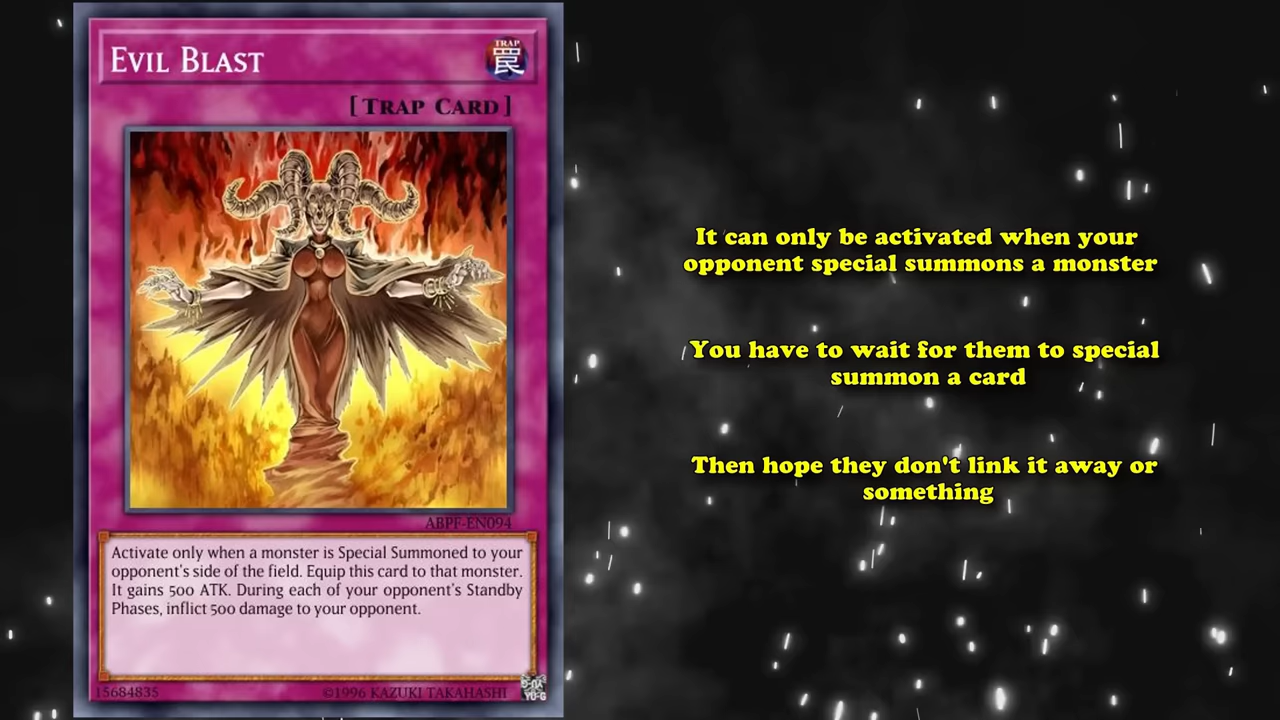 Evil Blast
TRAP
罠
[Trap Card]
ABPF-EN094
Activate only when a monster is Special Summoned to your
opponent's side of the field. Equip this card to that monster.
It gains 500 ATK. During each of your opponent's Standby
Phases, inflict 500 damage to your opponent.
15684835
©1996 KAZUKI TAKAHASHI
It can only be activated when your
opponent special summons a monster
You have to wait for them to special
summon a card
Then hope they don't link it away or
something